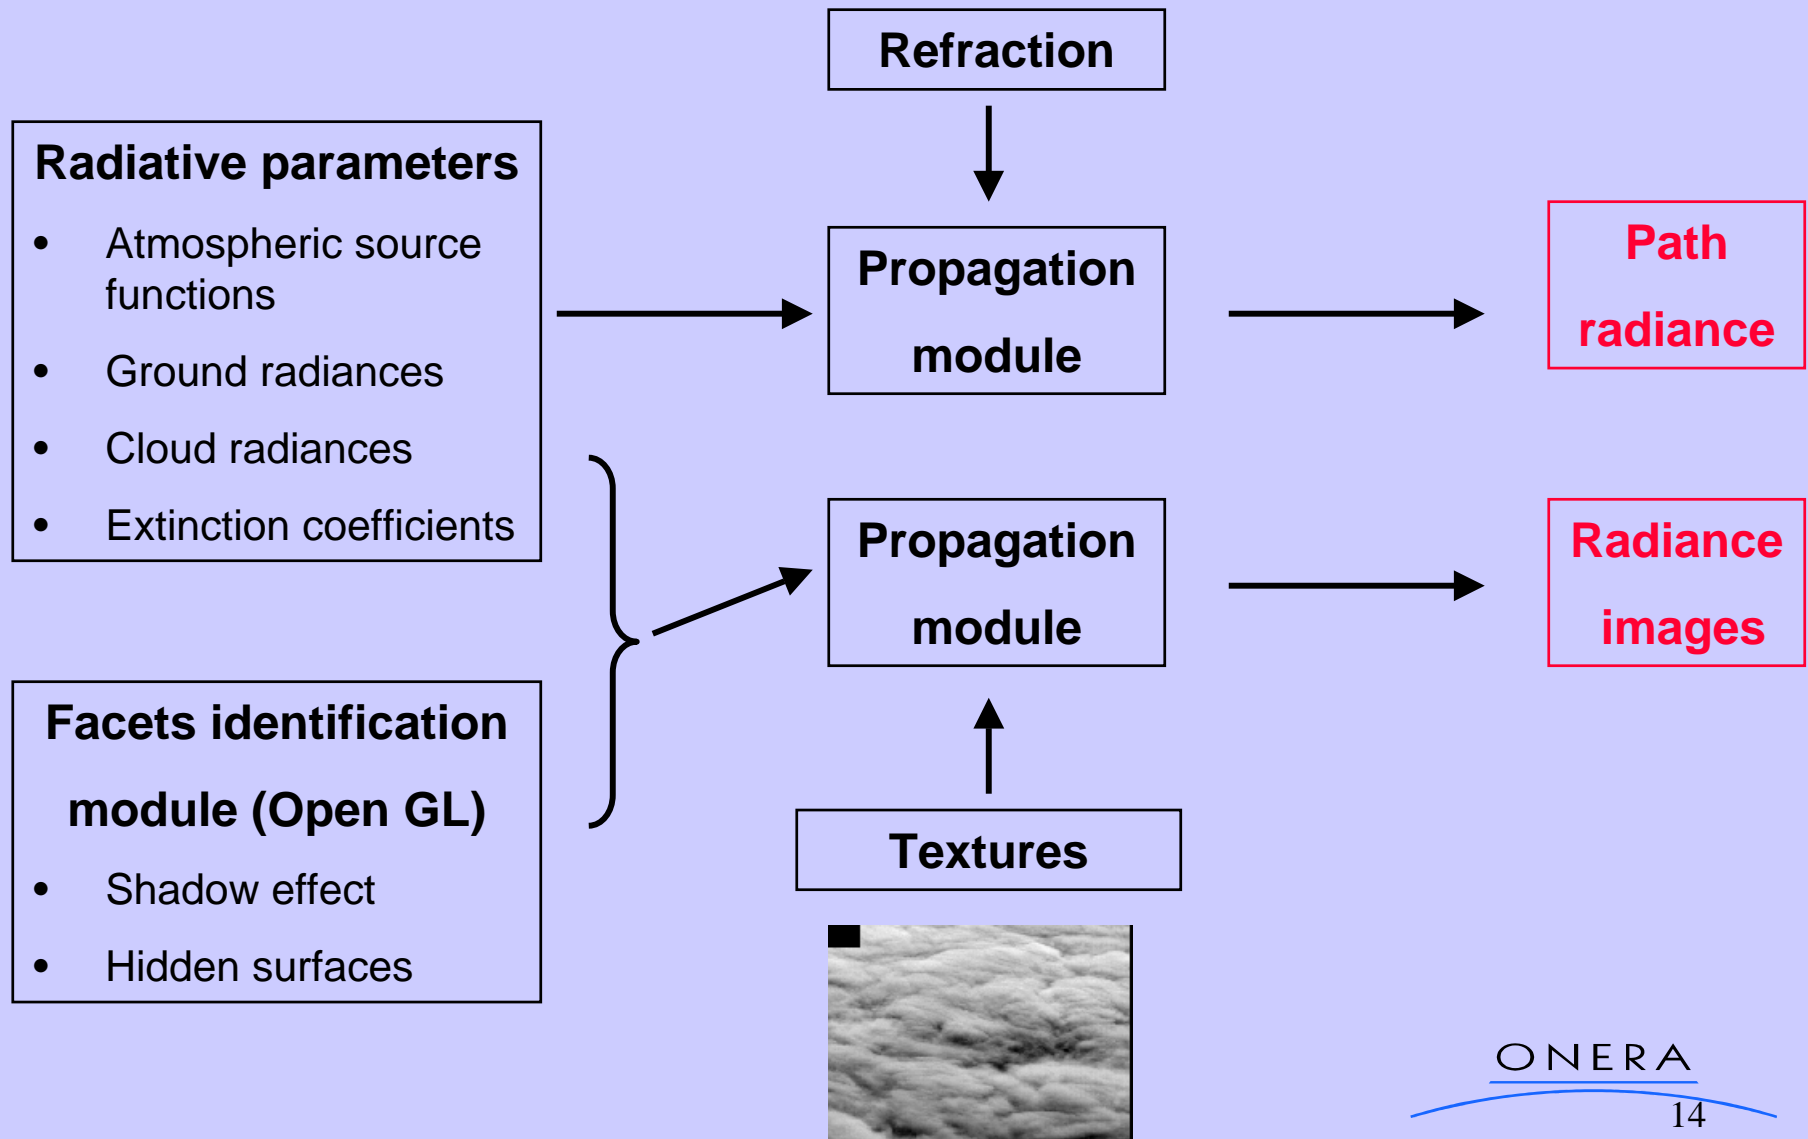 Refraction
Radiative parameters
• Atmospheric source
functions
• Ground radiances
• Cloud radiances
• Extinction coefficients
Propagation
module
Path
radiance
Propagation
module
Radiance
images
Facets identification
module (Open GL)
• Shadow effect
• Hidden surfaces
Textures
ONERA
14